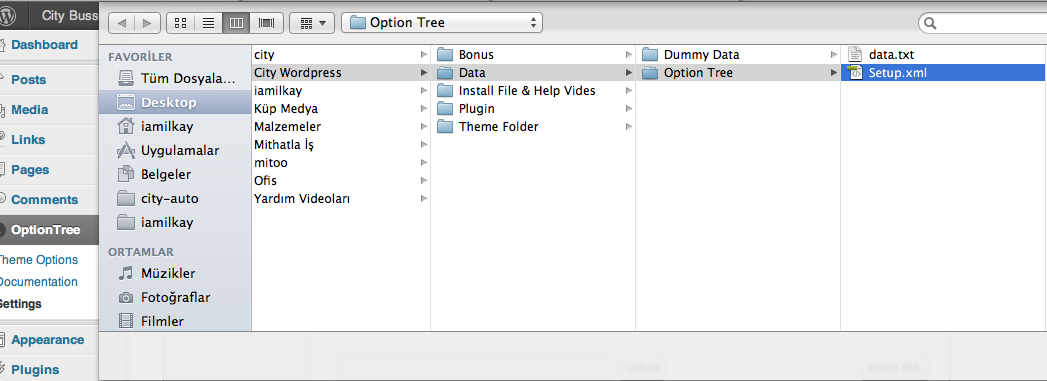 City Buss
Option Tree
Dashboard
Posts
Media
Links
Pages
Comments
OptionTree
Theme Options
Documentation
Settings
Appearance
Plugins
FAVORİLER
Tüm Dosyala...
Desktop
iamilkay
Uygulamalar
Belgeler
city-auto
iamilkay
ORTAMLAR
Müzikler
Fotoğraflar
Filmler
city
City Wordpress
iamilkay
Küp Medya
Malzemeler
Mithatla İş
mitoo
Ofis
Yardım Videoları
Bonus
Data
Install File & Help Vides
Plugin
Theme Folder
Dummy Data
Option Tree
data.txt
Setup.xml
Upload
Import XML